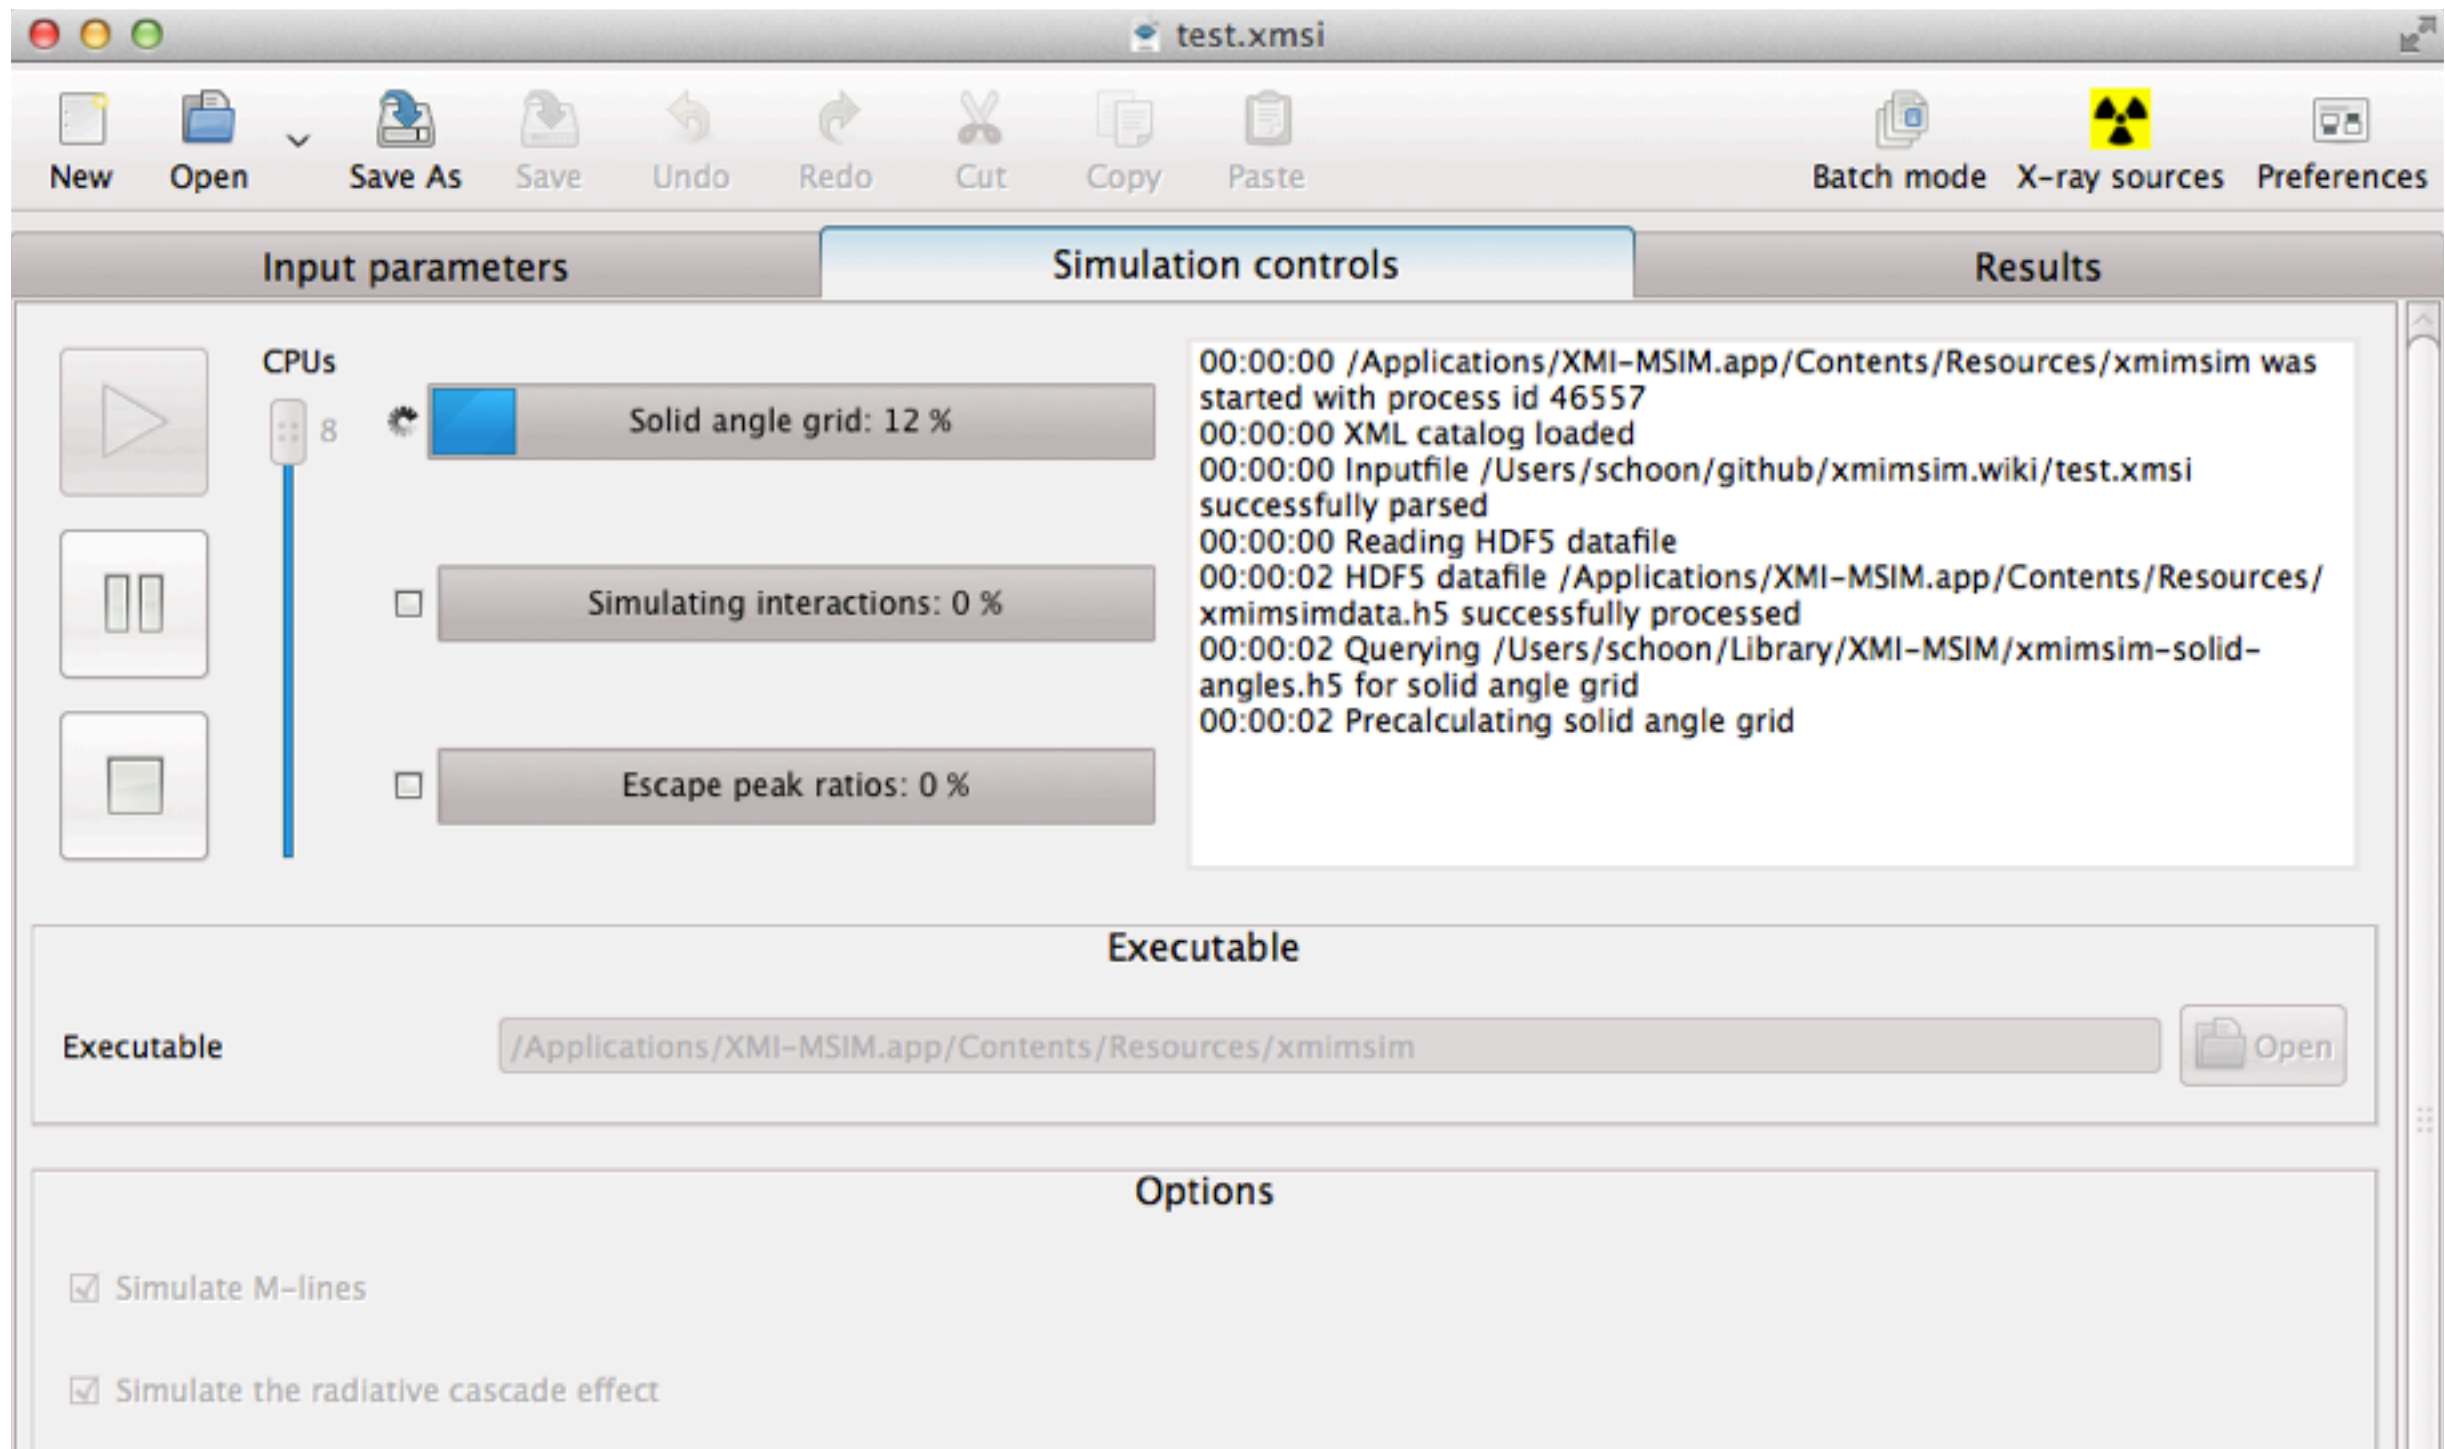 test.xmsi
New Open Save As Save Undo Redo Cut Copy Paste Batch mode X-ray sources Preferences
Input parameters Simulation controls Results
CPUs
8
Solid angle grid: 12 %
Simulating interactions: 0 %
Escape peak ratios: 0 %
00:00:00 /Applications/XMI-MSIM.app/Contents/Resources/xmimsim was
started with process id 46557
00:00:00 XML catalog loaded
00:00:00 Inputfile /Users/schoon/github/xmimsim.wiki/test.xmsi
successfully parsed
00:00:00 Reading HDF5 datafile
00:00:02 HDF5 datafile /Applications/XMI-MSIM.app/Contents/Resources/
xmimsimdata.h5 successfully processed
00:00:02 Querying /Users/schoon/Library/XMI-MSIM/xmimsim-solid-
angles.h5 for solid angle grid
00:00:02 Precalculating solid angle grid
Executable
Executable /Applications/XMI-MSIM.app/Contents/Resources/xmimsim Open
Options
Simulate M-lines
Simulate the radiative cascade effect